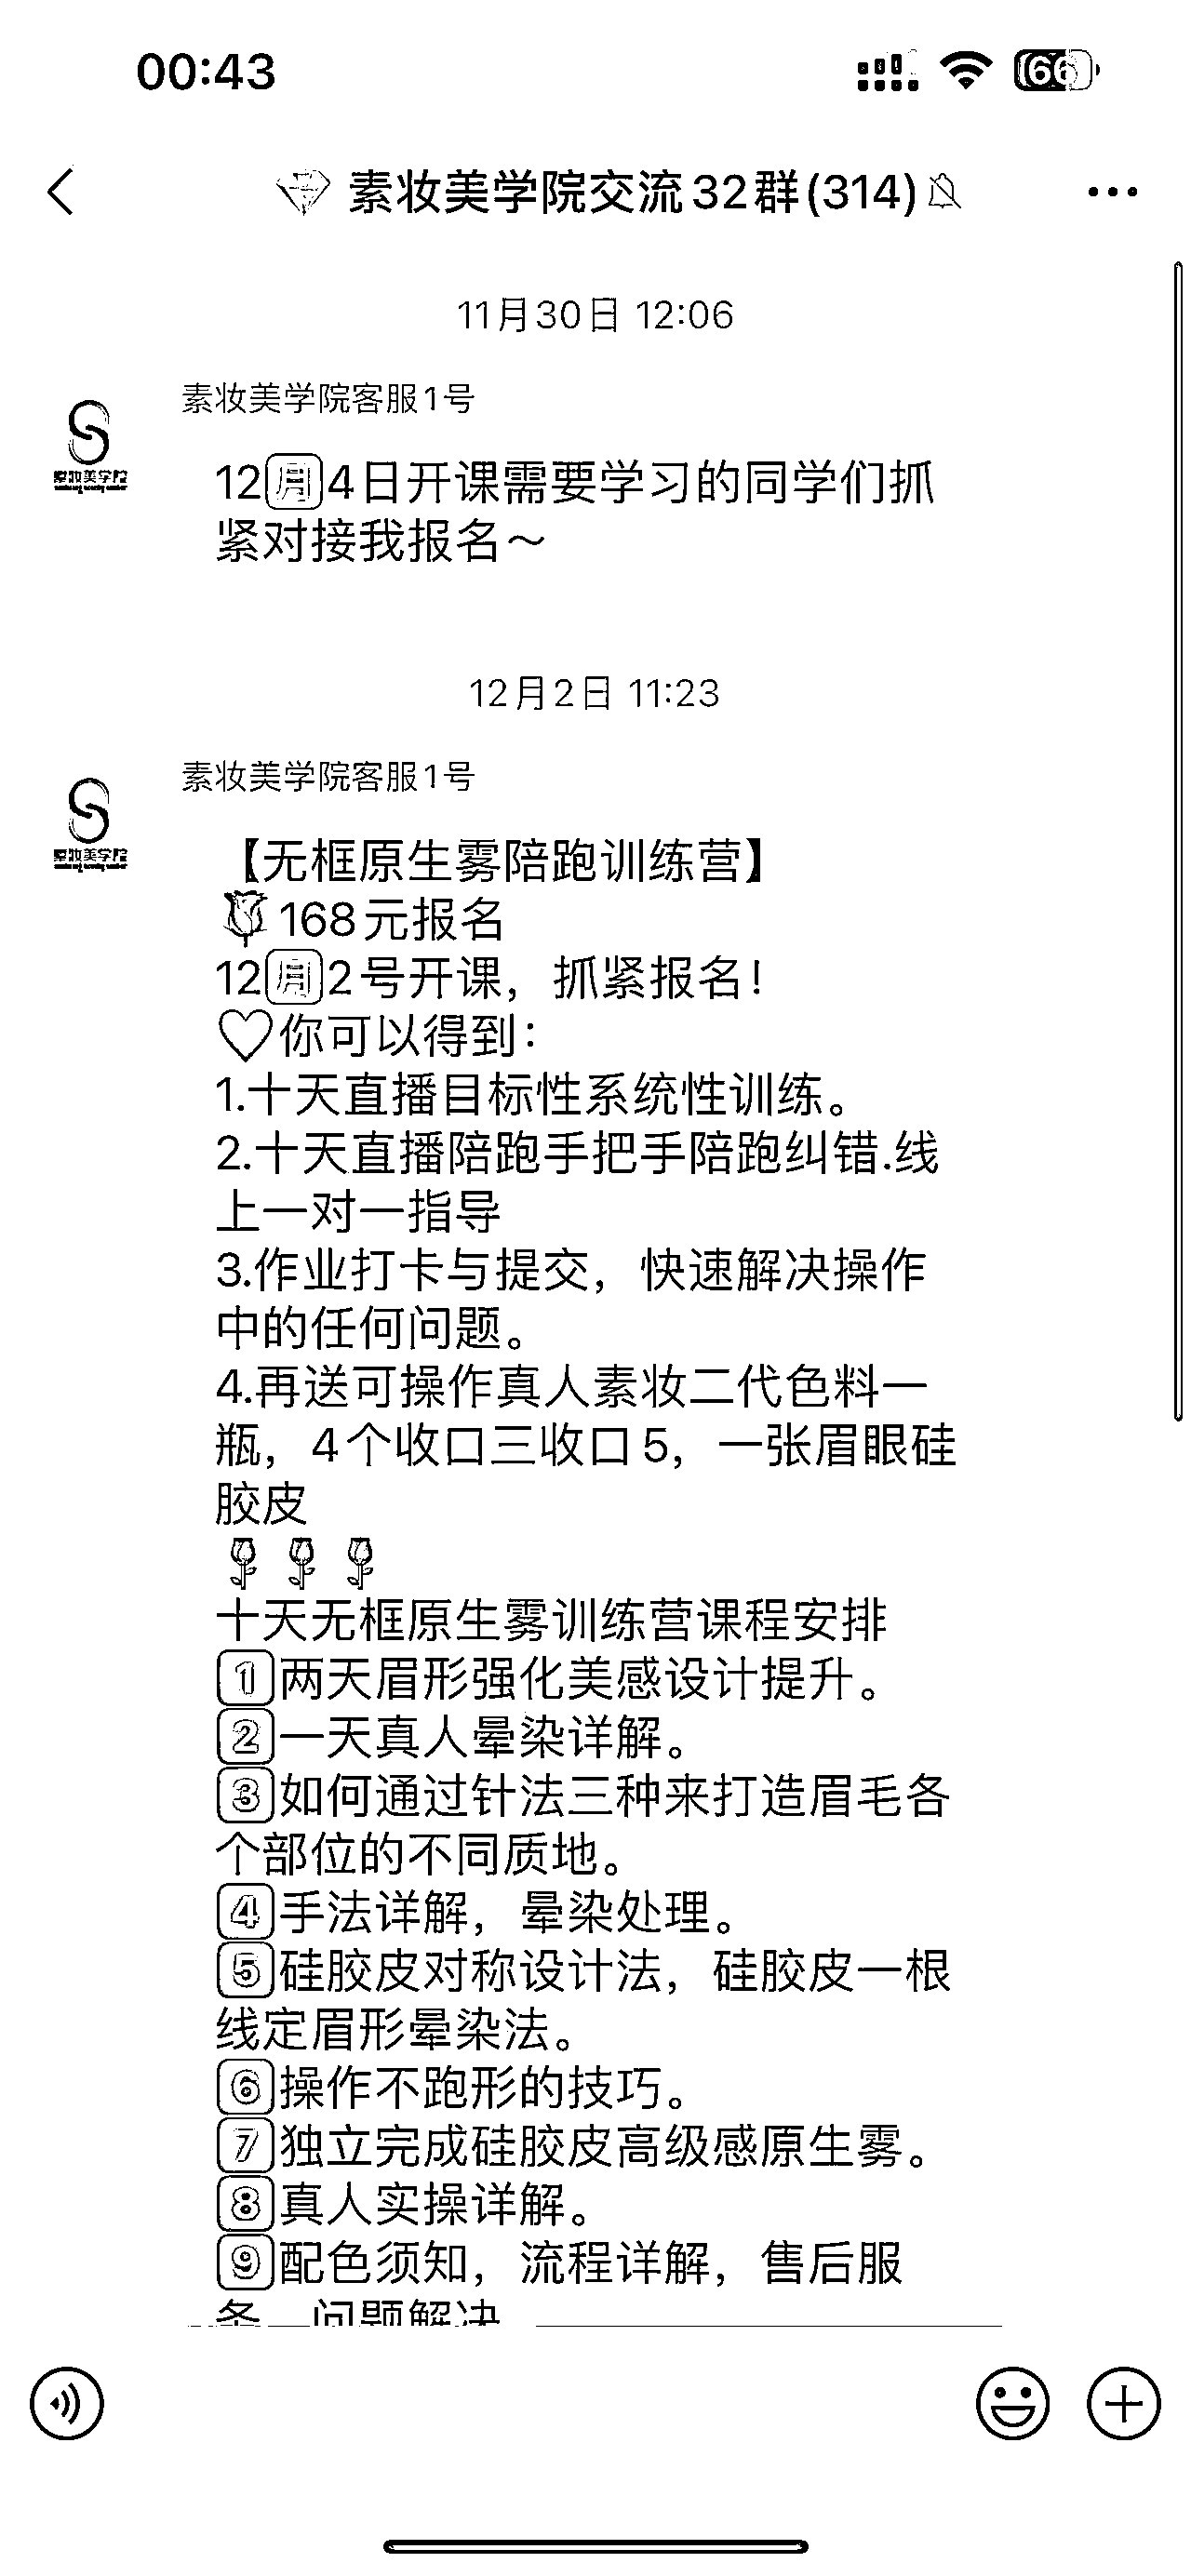 00:43
66
素妆美学院交流32群(314)
11月30日 12:06
素妆美学院客服1号
素妆美学院
12月4日开课需要学习的同学们抓
紧对接我报名～
12月2日 11:23
素妆美学院客服1号
素妆美学院
【无框原生雾陪跑训练营】
🌹168元报名
12月2号开课，抓紧报名！
♡你可以得到：
1.十天直播目标性系统性训练。
2.十天直播陪跑手把手陪跑纠错.线
上一对一指导
3.作业打卡与提交，快速解决操作
中的任何问题。
4.再送可操作真人素妆二代色料一
瓶，4个收口三收口5，一张眉眼硅
胶皮
🌷🌷🌷
十天无框原生雾训练营课程安排
1️⃣两天眉形强化美感设计提升。
2️⃣一天真人晕染详解。
3️⃣如何通过针法三种来打造眉毛各
个部位的不同质地。
4️⃣手法详解，晕染处理。
5️⃣硅胶皮对称设计法，硅胶皮一根
线定眉形晕染法。
6️⃣操作不跑形的技巧。
7️⃣独立完成硅胶皮高级感原生雾。
8️⃣真人实操详解。
9️⃣配色须知，流程详解，售后服